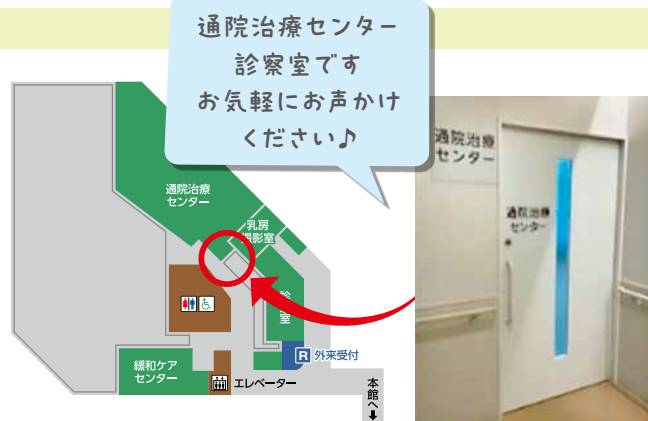 通院治療センター
診察室です
お気軽にお声かけ
ください♪
通院治療
センター
通院治療
センター
通院治療
センター
乳房
撮影室
室
R 外来受付
緩和ケア
センター
エレベーター
本館へ